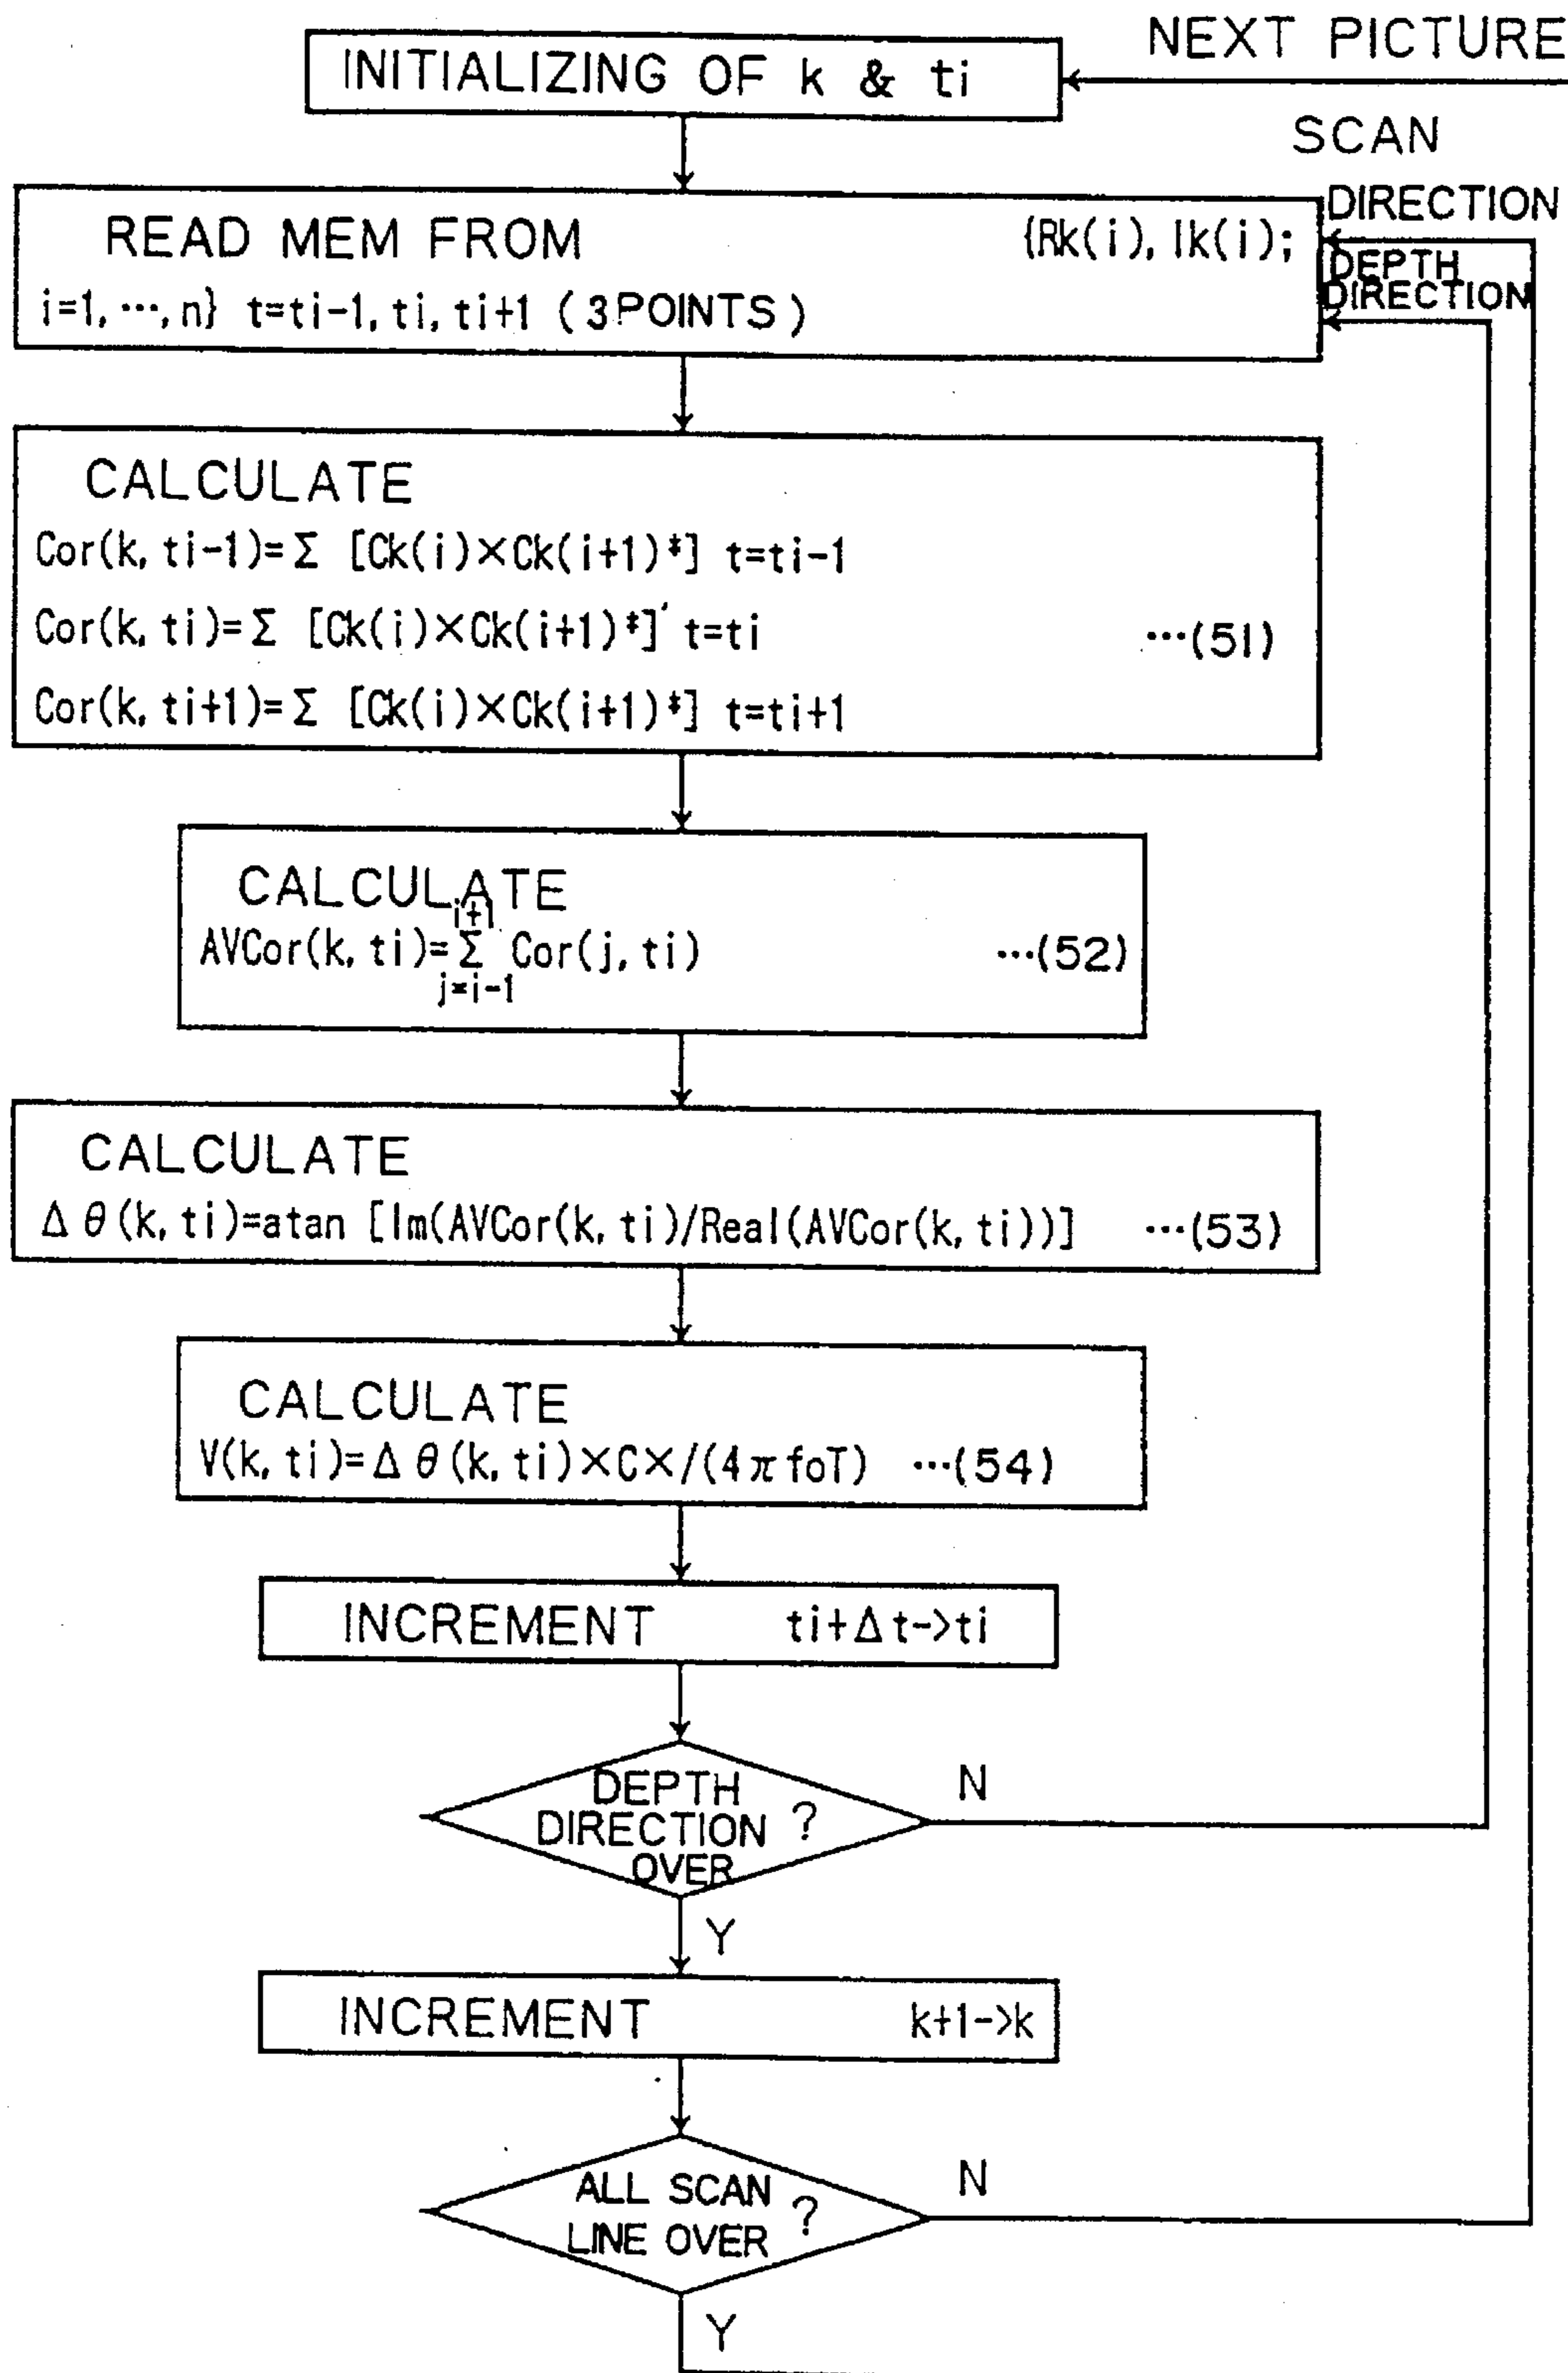 NEXT PICTURE
INITIALIZING OF k & ti
SCAN
DIRECTION
READ MEM FROM {Rk(i), Ik(i);
i=1, ⋯, n} t=ti-1, ti, ti+1 (3 POINTS)
DEPTH
DIRECTION
CALCULATE
Cor(k, ti-1)=Σ [Ck(i)×Ck(i+1)*] t=ti-1
Cor(k, ti)=Σ [Ck(i)×Ck(i+1)*] t=ti ⋯(51)
Cor(k, ti+1)=Σ [Ck(i)×Ck(i+1)*] t=ti+1
CALCULATE
i+1
AVCor(k, ti)=Σ Cor(j, ti) ⋯(52)
j=i-1
CALCULATE
Δθ(k, ti)=atan [Im(AVCor(k, ti)/Real(AVCor(k, ti))] ⋯(53)
CALCULATE
V(k, ti)=Δθ(k, ti)×C×/(4πfoT) ⋯(54)
INCREMENT ti+Δt->ti
DEPTH
DIRECTION ?
OVER
N
Y
INCREMENT k+1->k
ALL SCAN
LINE OVER ?
N
Y